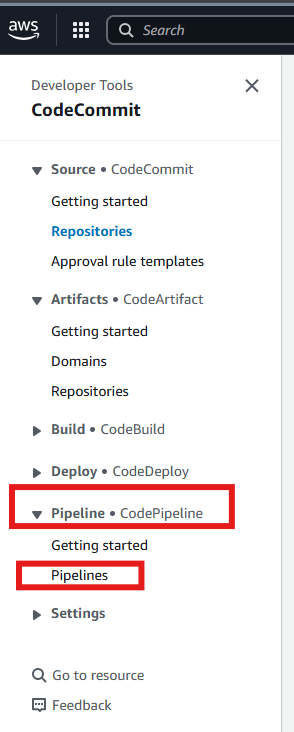 aws
Search
Developer Tools
CodeCommit
Source • CodeCommit
Getting started
Repositories
Approval rule templates
Artifacts • CodeArtifact
Getting started
Domains
Repositories
Build • CodeBuild
Deploy • CodeDeploy
Pipeline • CodePipeline
Getting started
Pipelines
Settings
Go to resource
Feedback